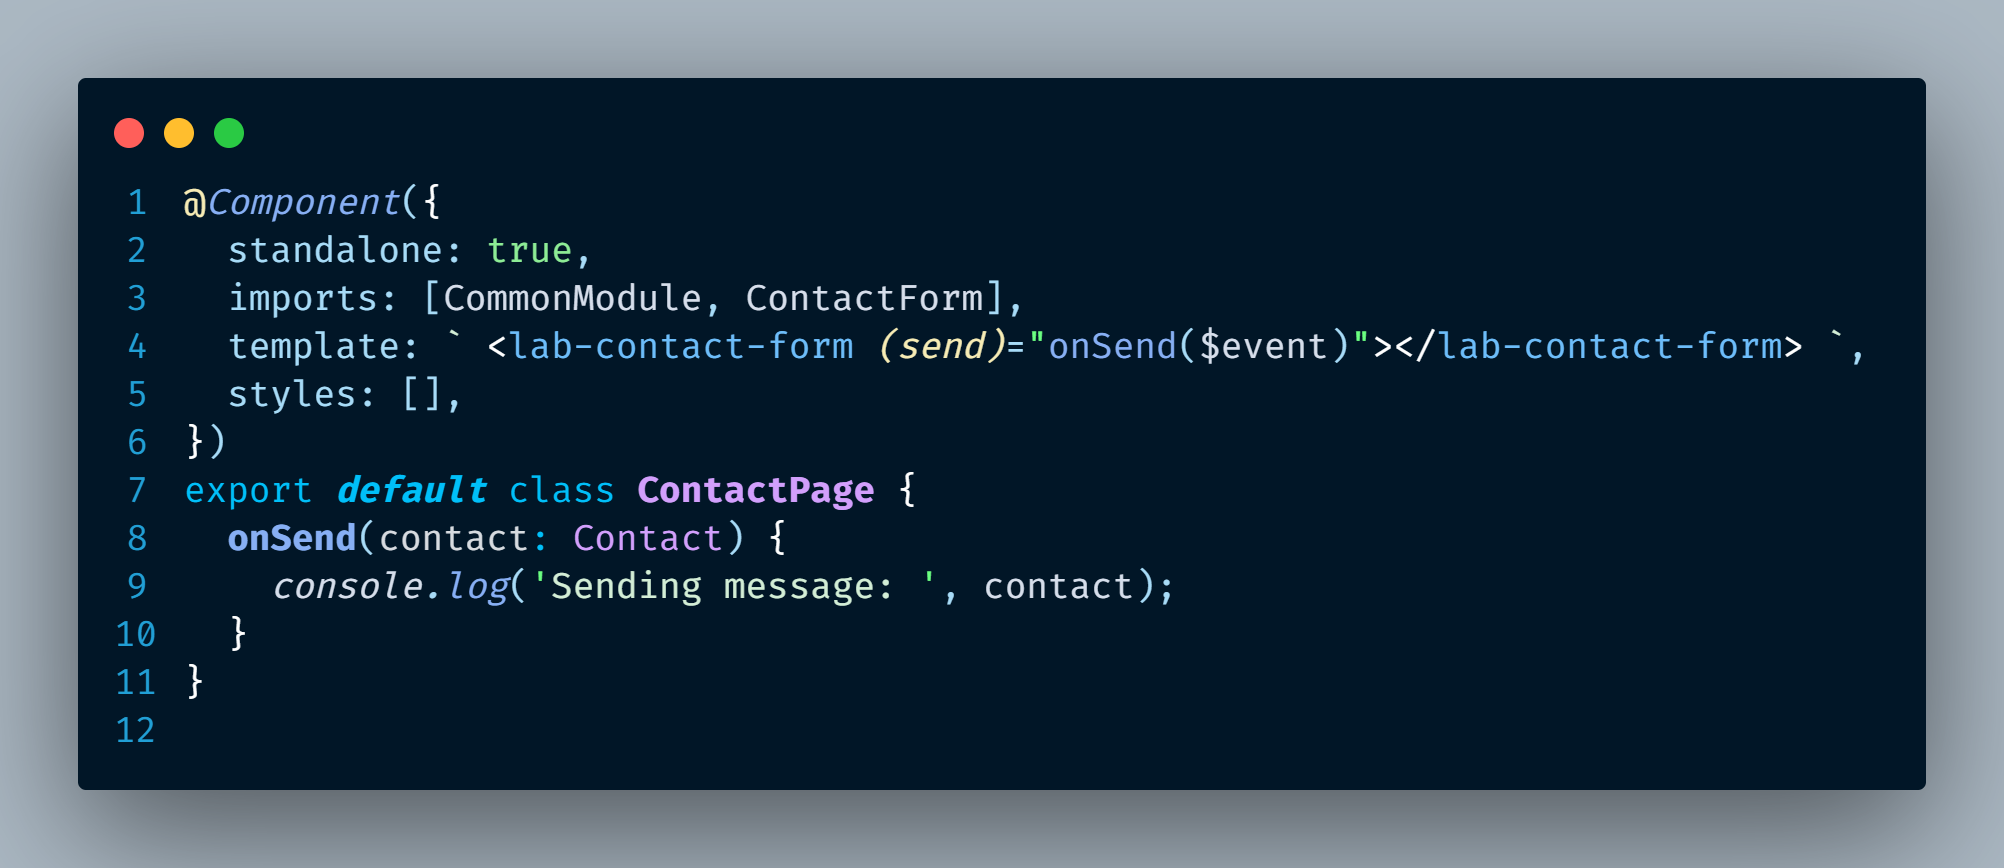 1 @Component({
2   standalone: true,
3   imports: [CommonModule, ContactForm],
4   template: ` <lab-contact-form (send)="onSend($event)"></lab-contact-form> `,
5   styles: [],
6 })
7 export default class ContactPage {
8   onSend(contact: Contact) {
9     console.log('Sending message: ', contact);
10   }
11 }
12